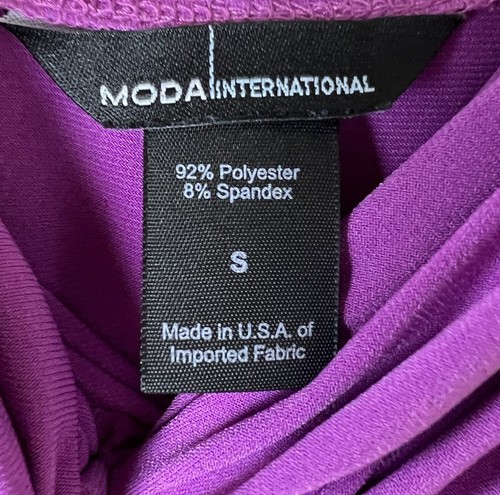 MODA INTERNATIONAL
92% Polyester
8% Spandex
S
Made in U.S.A. of
Imported Fabric